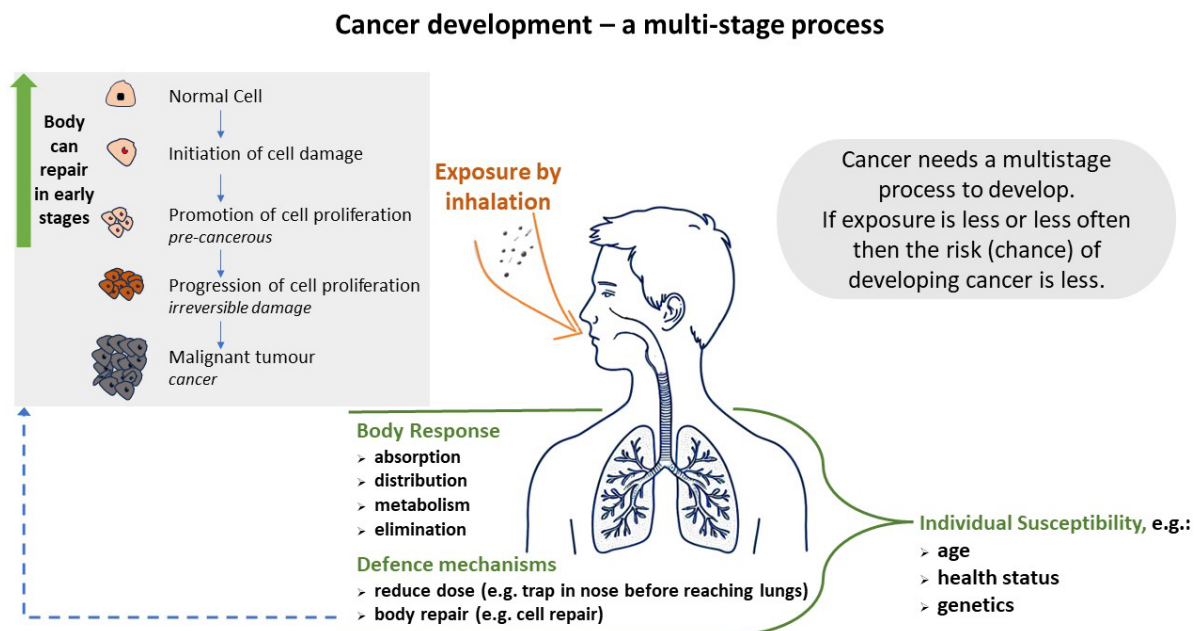 Cancer development – a multi-stage process
Body
can
repair
in early
stages
Normal Cell
Initiation of cell damage
Promotion of cell proliferation
pre-cancerous
Progression of cell proliferation
irreversible damage
Malignant tumour
cancer
Exposure by
inhalation
Cancer needs a multistage
process to develop.
If exposure is less or less often
then the risk (chance) of
developing cancer is less.
Body Response
➢ absorption
➢ distribution
➢ metabolism
➢ elimination
Defence mechanisms
➢ reduce dose (e.g. trap in nose before reaching lungs)
➢ body repair (e.g. cell repair)
Individual Susceptibility, e.g.:
➢ age
➢ health status
➢ genetics